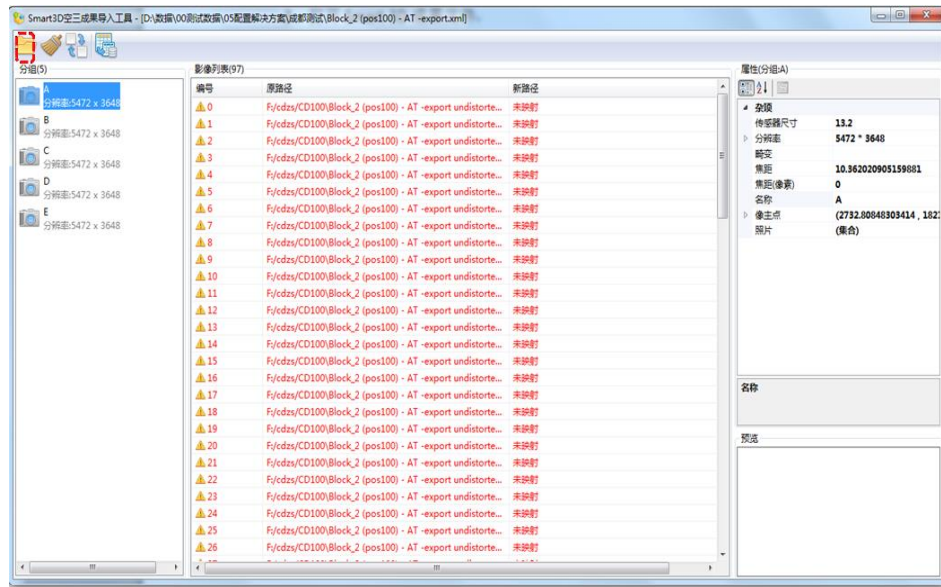 Smart3D空三成果导入工具 - [D:\数据\00测试数据\05配置解决方案\成都测试\Block_2 (pos100) - AT -export.xml]
分组(5)
A
分辨率:5472 x 3648
B
分辨率:5472 x 3648
C
分辨率:5472 x 3648
D
分辨率:5472 x 3648
E
分辨率:5472 x 3648
影像列表(97)
编号 原路径 新路径
0 F:/cdzs/CD100\Block_2 (pos100) - AT -export undistorte... 未映射
1 F:/cdzs/CD100\Block_2 (pos100) - AT -export undistorte... 未映射
2 F:/cdzs/CD100\Block_2 (pos100) - AT -export undistorte... 未映射
3 F:/cdzs/CD100\Block_2 (pos100) - AT -export undistorte... 未映射
4 F:/cdzs/CD100\Block_2 (pos100) - AT -export undistorte... 未映射
5 F:/cdzs/CD100\Block_2 (pos100) - AT -export undistorte... 未映射
6 F:/cdzs/CD100\Block_2 (pos100) - AT -export undistorte... 未映射
7 F:/cdzs/CD100\Block_2 (pos100) - AT -export undistorte... 未映射
8 F:/cdzs/CD100\Block_2 (pos100) - AT -export undistorte... 未映射
9 F:/cdzs/CD100\Block_2 (pos100) - AT -export undistorte... 未映射
10 F:/cdzs/CD100\Block_2 (pos100) - AT -export undistorte... 未映射
11 F:/cdzs/CD100\Block_2 (pos100) - AT -export undistorte... 未映射
12 F:/cdzs/CD100\Block_2 (pos100) - AT -export undistorte... 未映射
13 F:/cdzs/CD100\Block_2 (pos100) - AT -export undistorte... 未映射
14 F:/cdzs/CD100\Block_2 (pos100) - AT -export undistorte... 未映射
15 F:/cdzs/CD100\Block_2 (pos100) - AT -export undistorte... 未映射
16 F:/cdzs/CD100\Block_2 (pos100) - AT -export undistorte... 未映射
17 F:/cdzs/CD100\Block_2 (pos100) - AT -export undistorte... 未映射
18 F:/cdzs/CD100\Block_2 (pos100) - AT -export undistorte... 未映射
19 F:/cdzs/CD100\Block_2 (pos100) - AT -export undistorte... 未映射
20 F:/cdzs/CD100\Block_2 (pos100) - AT -export undistorte... 未映射
21 F:/cdzs/CD100\Block_2 (pos100) - AT -export undistorte... 未映射
22 F:/cdzs/CD100\Block_2 (pos100) - AT -export undistorte... 未映射
23 F:/cdzs/CD100\Block_2 (pos100) - AT -export undistorte... 未映射
24 F:/cdzs/CD100\Block_2 (pos100) - AT -export undistorte... 未映射
25 F:/cdzs/CD100\Block_2 (pos100) - AT -export undistorte... 未映射
26 F:/cdzs/CD100\Block_2 (pos100) - AT -export undistorte... 未映射
属性(分组:A)
杂项
传感器尺寸 13.2
分辨率 5472 * 3648
畸变
焦距 10.362020905159881
焦距(像素) 0
名称 A
像主点 (2732.80848303414 , 182
照片 (集合)
名称
预览